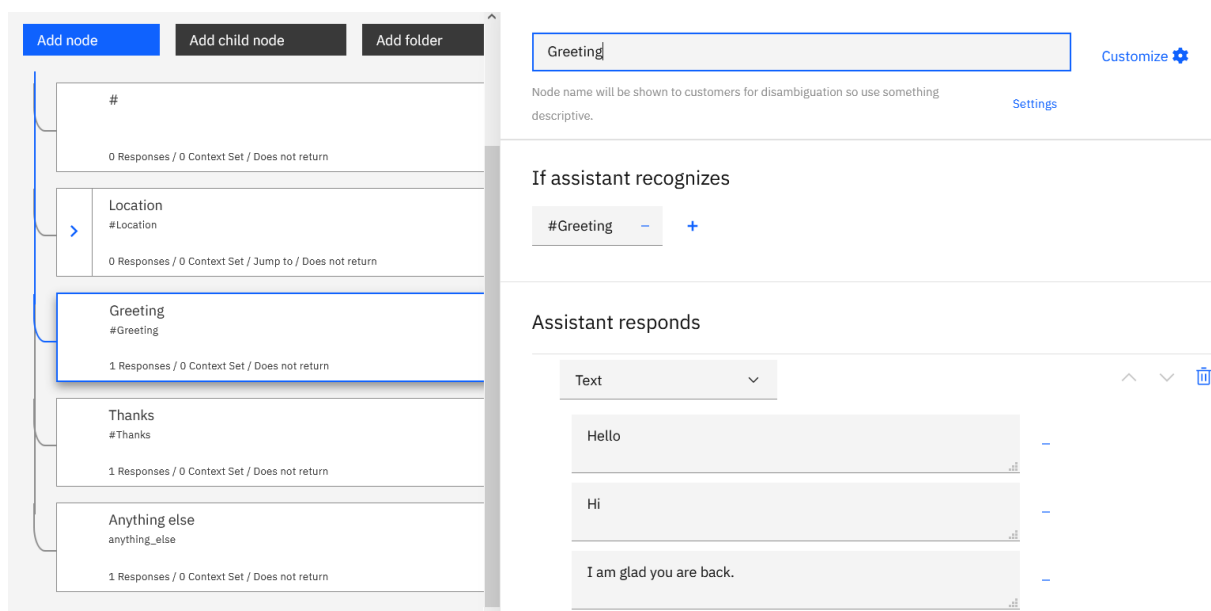 Add node
Add child node
Add folder
#
0 Responses / 0 Context Set / Does not return
Location
#Location
0 Responses / 0 Context Set / Jump to / Does not return
Greeting
#Greeting
1 Responses / 0 Context Set / Does not return
Thanks
#Thanks
1 Responses / 0 Context Set / Does not return
Anything else
anything_else
1 Responses / 0 Context Set / Does not return
Greeting
Customize
Node name will be shown to customers for disambiguation so use something
descriptive.
Settings
If assistant recognizes
#Greeting
Assistant responds
Text
Hello
Hi
I am glad you are back.